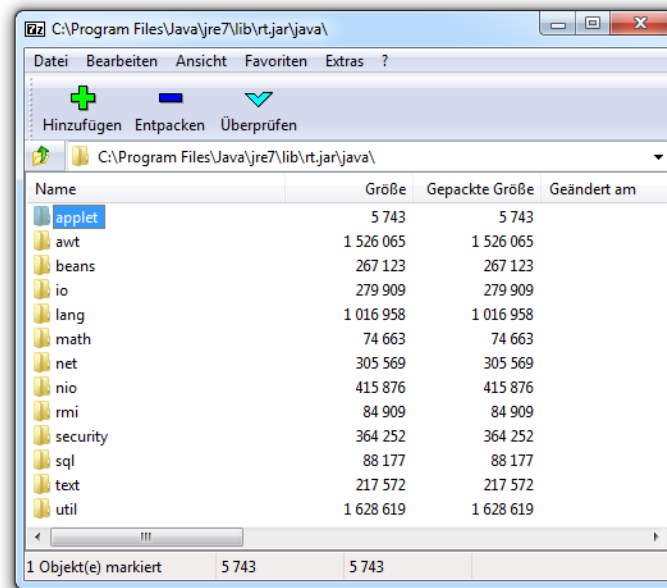 7z C:\Program Files\Java\jre7\lib\rt.jar\java\
Datei Bearbeiten Ansicht Favoriten Extras ?
Hinzufügen Entpacken Überprüfen
C:\Program Files\Java\jre7\lib\rt.jar\java\
Name Größe Gepackte Größe Geändert am
applet 5 743 5 743
awt 1 526 065 1 526 065
beans 267 123 267 123
io 279 909 279 909
lang 1 016 958 1 016 958
math 74 663 74 663
net 305 569 305 569
nio 415 876 415 876
rmi 84 909 84 909
security 364 252 364 252
sql 88 177 88 177
text 217 572 217 572
util 1 628 619 1 628 619
1 Objekt(e) markiert 5 743 5 743